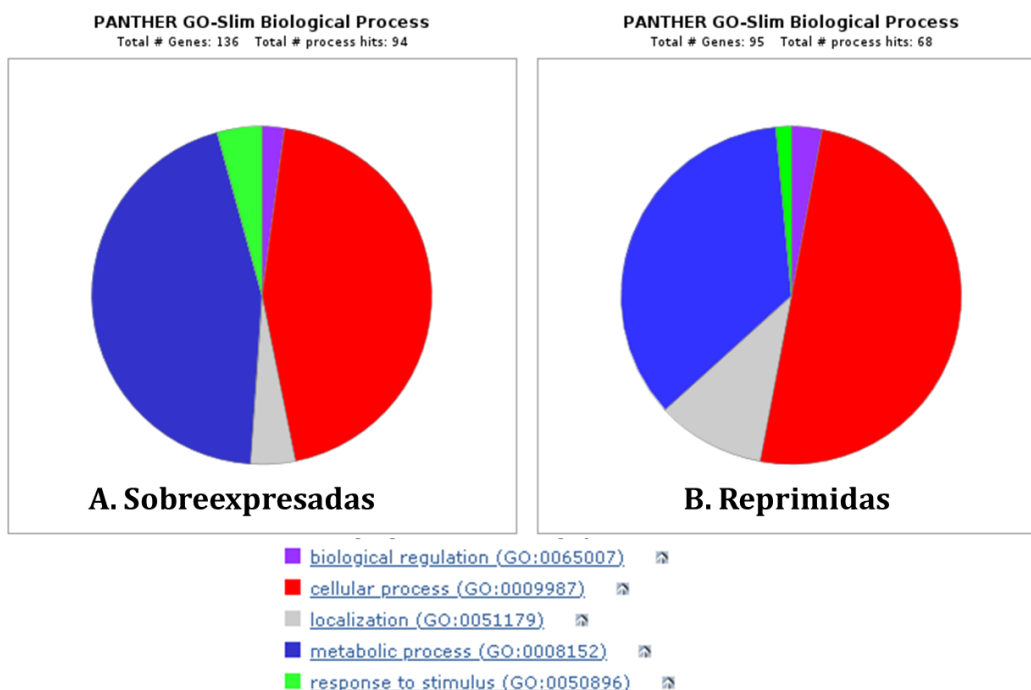 PANTHER GO-Slim Biological Process
Total # Genes: 136 Total # process hits: 94
PANTHER GO-Slim Biological Process
Total # Genes: 95 Total # process hits: 68
A. Sobreexpresadas
B. Reprimidas
biological regulation (GO:0065007)
cellular process (GO:0009987)
localization (GO:0051179)
metabolic process (GO:0008152)
response to stimulus (GO:0050896)